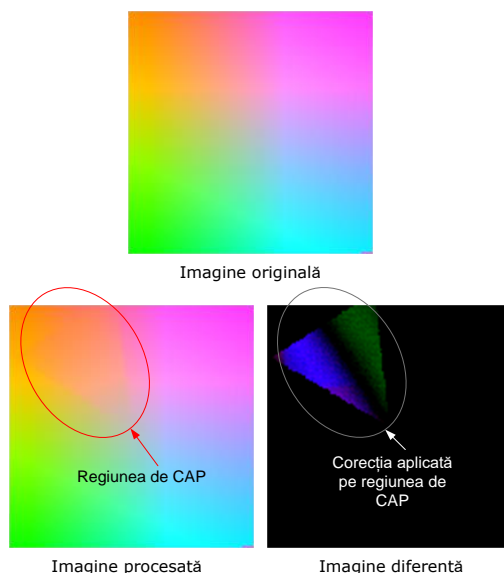 Imagine originală
Regiunea de CAP
Corecția aplicată
pe regiunea de
CAP
Imagine procesată
Imagine diferență